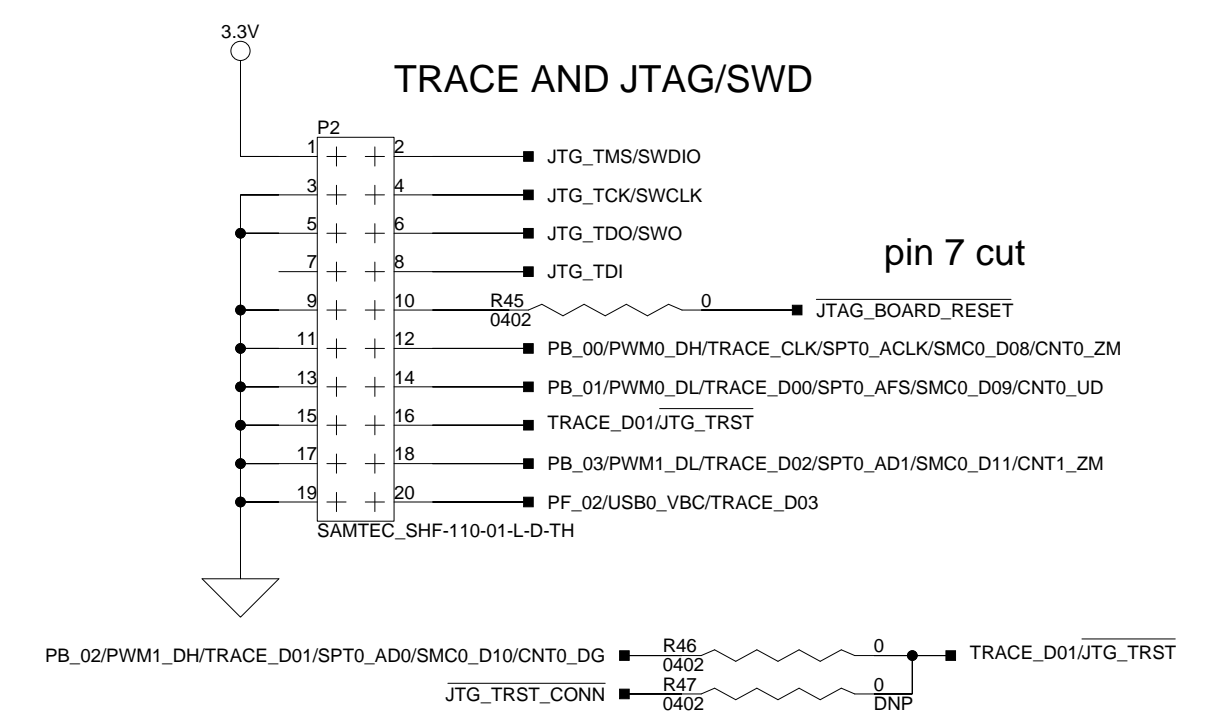 3.3V
TRACE AND JTAG/SWD
P2
1 2 JTG_TMS/SWDIO
3 4 JTG_TCK/SWCLK
5 6 JTG_TDO/SWO
pin 7 cut
7 8 JTG_TDI
9 10 R45 0 JTAG_BOARD_RESET
0402
11 12 PB_00/PWM0_DH/TRACE_CLK/SPT0_ACLK/SMC0_D08/CNT0_ZM
13 14 PB_01/PWM0_DL/TRACE_D00/SPT0_AFS/SMC0_D09/CNT0_UD
15 16 TRACE_D01/JTG_TRST
17 18 PB_03/PWM1_DL/TRACE_D02/SPT0_AD1/SMC0_D11/CNT1_ZM
19 20 PF_02/USB0_VBC/TRACE_D03
SAMTEC_SHF-110-01-L-D-TH
PB_02/PWM1_DH/TRACE_D01/SPT0_AD0/SMC0_D10/CNT0_DG R46 0 TRACE_D01/JTG_TRST
0402
JTG_TRST_CONN R47 0
0402 DNP